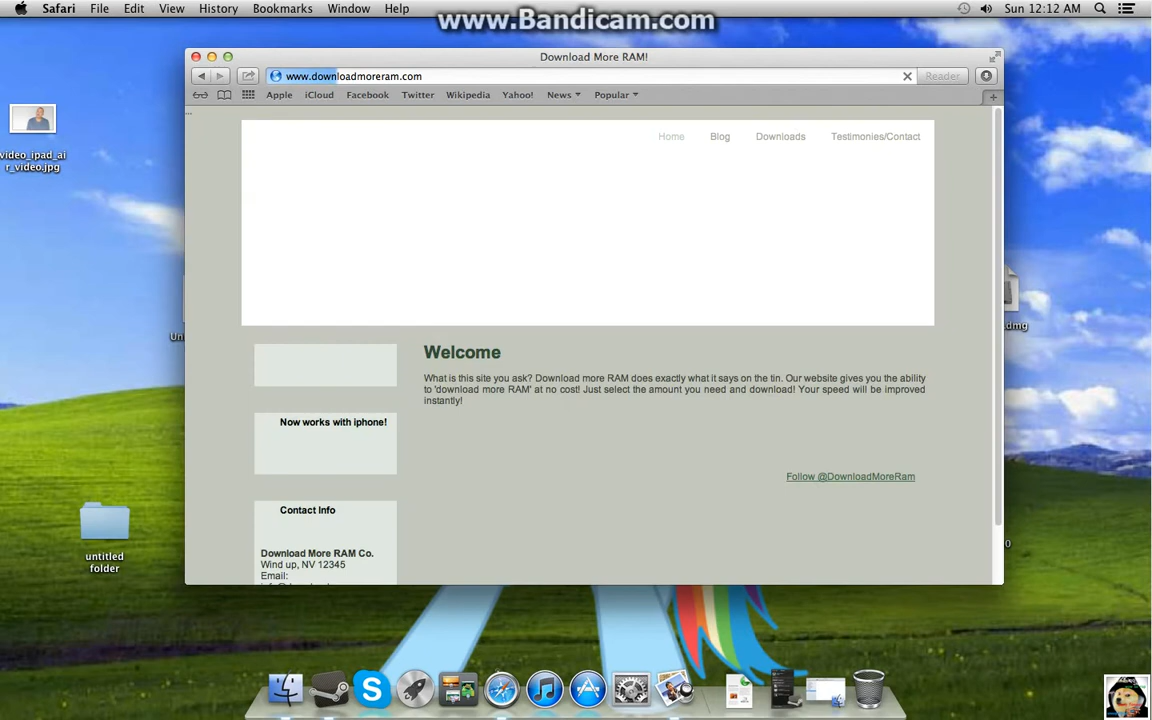 Safari File Edit View History Bookmarks Window Help
www.Bandicam.com
Sun 12:12 AM
Download More RAM!
www.downloadmoreram.com
Reader
Apple iCloud Facebook Twitter Wikipedia Yahoo! News Popular
...
Home Blog Downloads Testimonies/Contact
video_ipad_ai
r_video.jpg
Un
dmg
Welcome
What is this site you ask? Download more RAM does exactly what it says on the tin. Our website gives you the ability
to 'download more RAM' at no cost! Just select the amount you need and download! Your speed will be improved
instantly!
Now works with iphone!
Follow @DownloadMoreRam
Contact Info
Download More RAM Co.
Wind up, NV 12345
Email:
untitled
folder
0